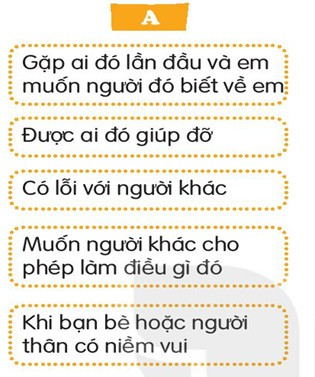 A
Gặp ai đó lần đầu và em
muốn người đó biết về em
Được ai đó giúp đỡ
Có lỗi với người khác
Muốn người khác cho
phép làm điều gì đó
Khi bạn bè hoặc người
thân có niềm vui